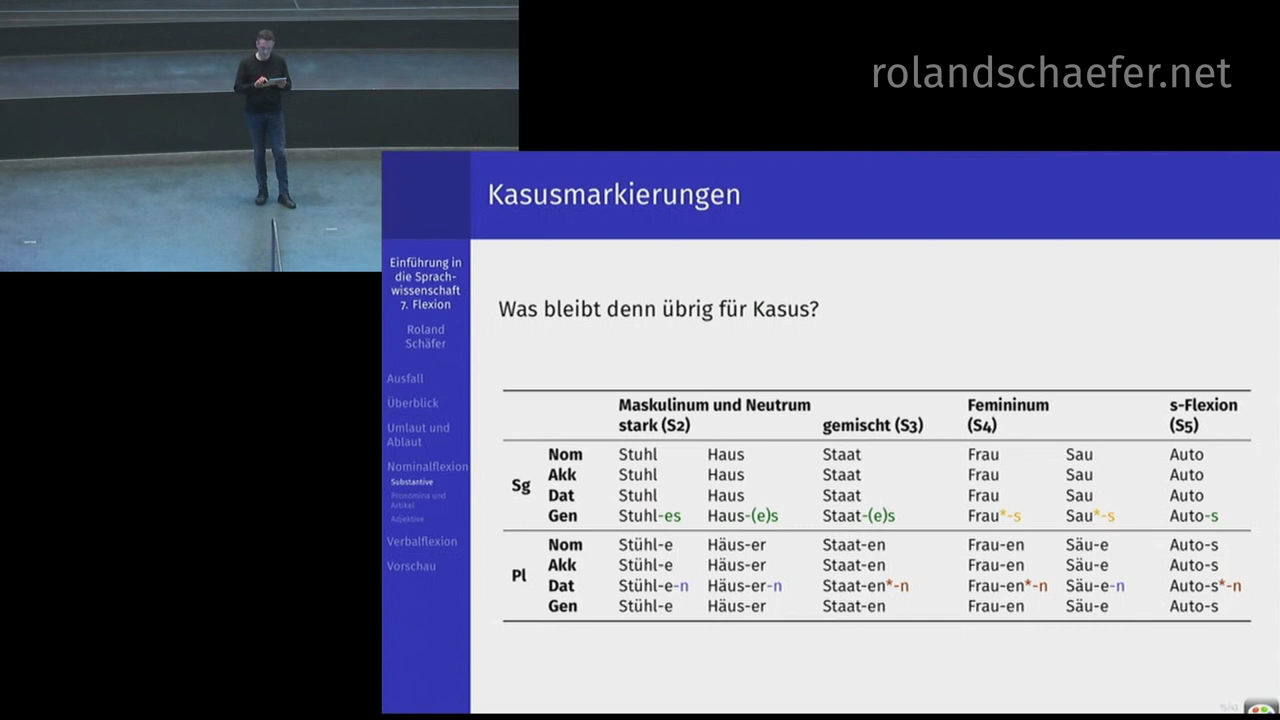 rolandschaefer.net
Kasusmarkierungen
Einführung in
die Sprach-
wissenschaft
7. Flexion
Roland
Schäfer
Ausfall
Überblick
Umlaut und
Ablaut
Nominalflexion
Substantive
Pronomina und
Artikel
Adjektive
Verbalflexion
Vorschau
Was bleibt denn übrig für Kasus?
Maskulinum und Neutrum Femininum s-Flexion
stark (S2) gemischt (S3) (S4) (S5)
Sg
Nom Stuhl Haus Staat Frau Sau Auto
Akk Stuhl Haus Staat Frau Sau Auto
Dat Stuhl Haus Staat Frau Sau Auto
Gen Stuhl-es Haus-(e)s Staat-(e)s Frau*-s Sau*-s Auto-s
Pl
Nom Stühl-e Häus-er Staat-en Frau-en Säu-e Auto-s
Akk Stühl-e Häus-er Staat-en Frau-en Säu-e Auto-s
Dat Stühl-e-n Häus-er-n Staat-en*-n Frau-en*-n Säu-e-n Auto-s*-n
Gen Stühl-e Häus-er Staat-en Frau-en Säu-e Auto-s